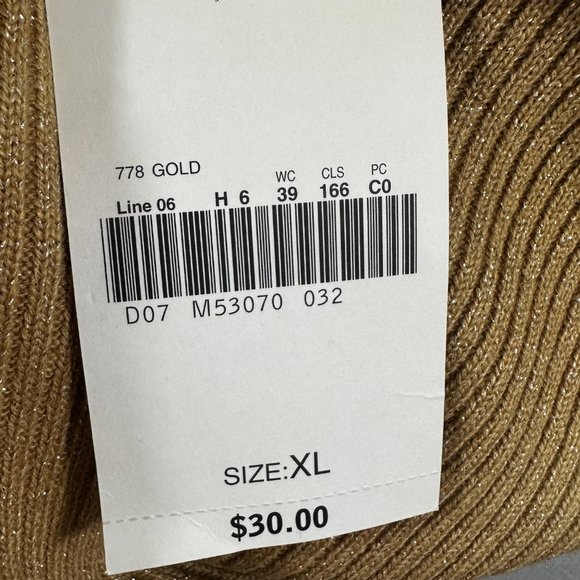 778 GOLD
WC CLS PC
Line 06 H 6 39 166 C0
D07 M53070 032
SIZE:XL
$30.00